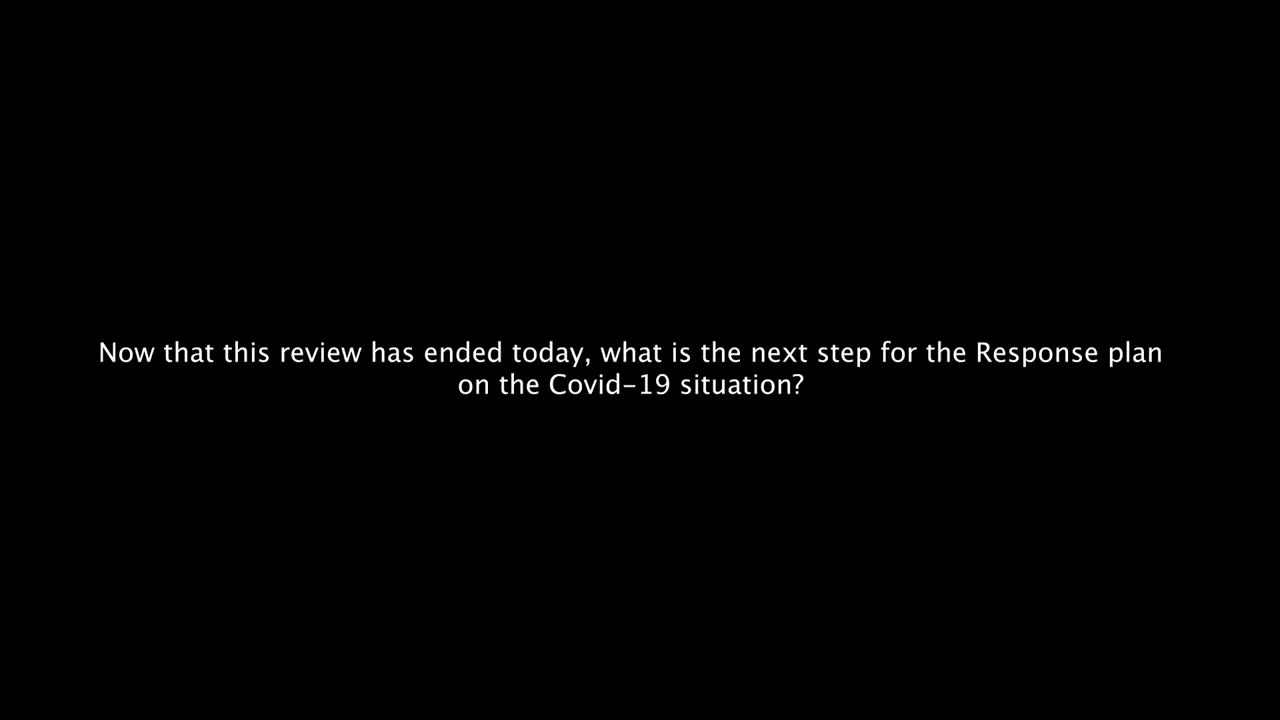 Now that this review has ended today, what is the next step for the Response plan
on the Covid-19 situation?